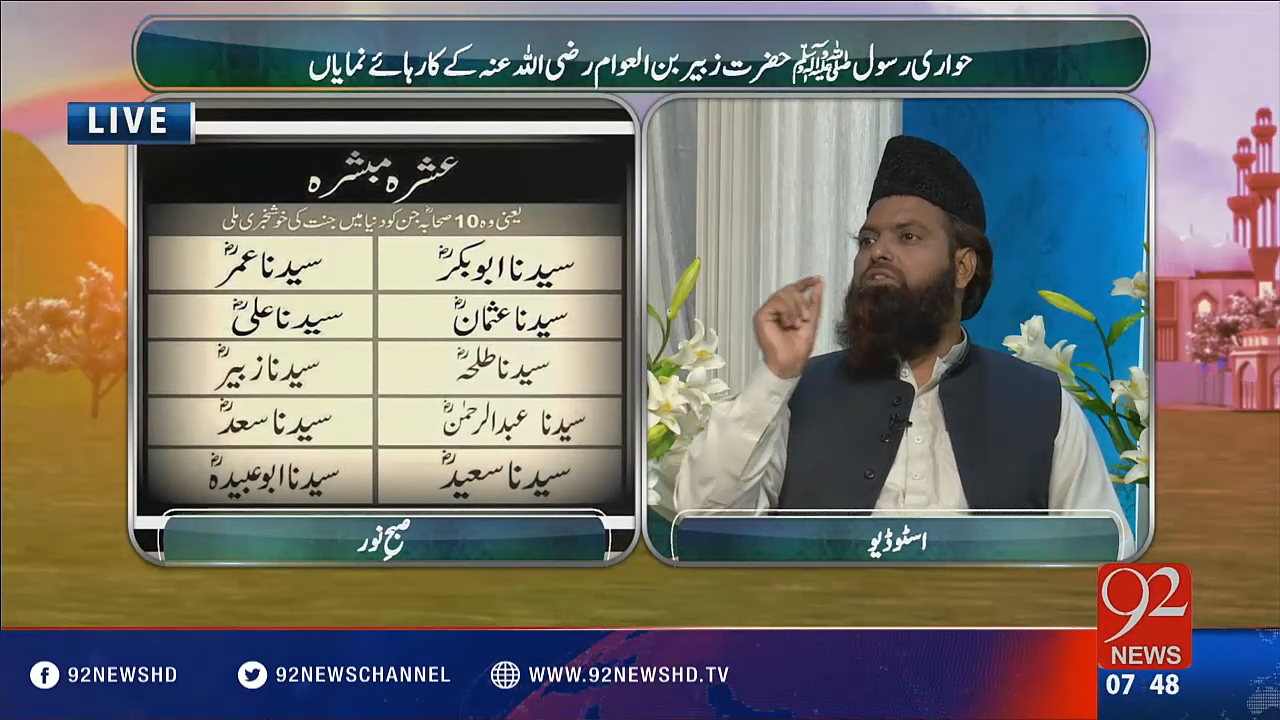 حواری رسول ﷺ حضرت زبیر بن العوام رضی اللہ عنہ کے کارہائے نمایاں
LIVE
عشرہ مبشرہ
یعنی وہ 10 صحابہؓ جن کو دنیا میں جنت کی خوشخبری ملی
سیدنا ابوبکرؓ سیدنا عمرؓ
سیدنا عثمانؓ سیدنا علیؓ
سیدنا طلحہؓ سیدنا زبیرؓ
سیدنا عبدالرحمٰنؓ سیدنا سعدؓ
سیدنا سعیدؓ سیدنا ابوعبیدہؓ
صبحِ نور
اسٹوڈیو
92
NEWS
92NEWSHD 92NEWSCHANNEL WWW.92NEWSHD.TV
07 48